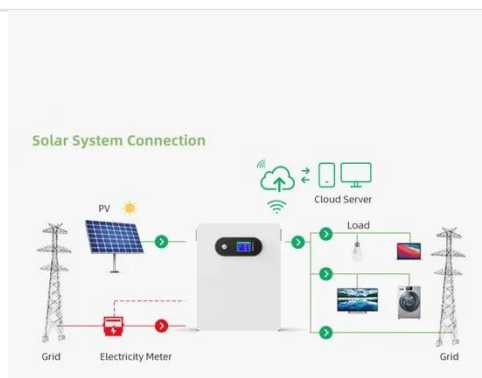 Solar System Connection
Cloud Server
PV
Load
Grid
Electricity Meter
Grid